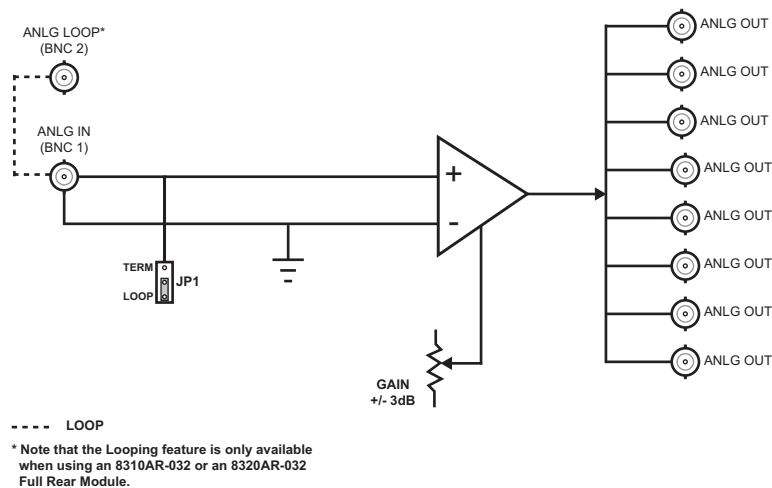 ANLG LOOP*
(BNC 2)
ANLG IN
(BNC 1)
TERM
JP1
LOOP
+
-
GAIN
+/- 3dB
ANLG OUT
ANLG OUT
ANLG OUT
ANLG OUT
ANLG OUT
ANLG OUT
ANLG OUT
ANLG OUT
LOOP
* Note that the Looping feature is only available
when using an 8310AR-032 or an 8320AR-032
Full Rear Module.